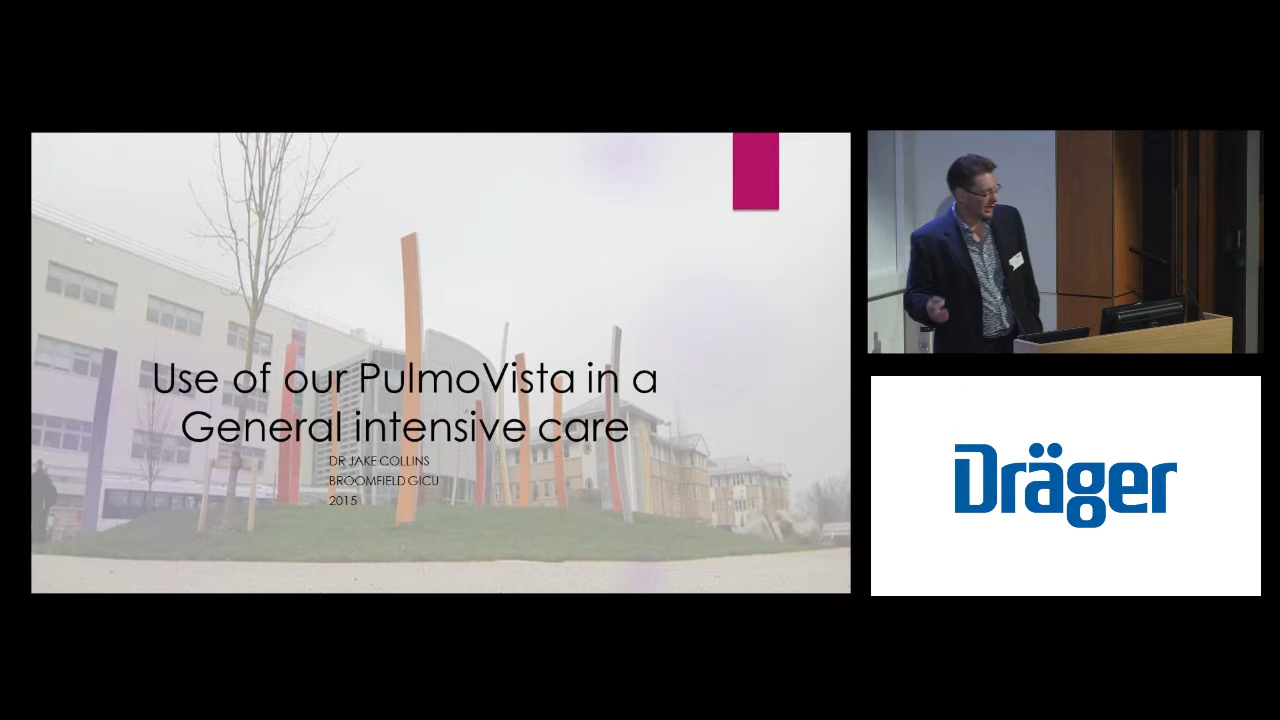 Use of our PulmoVista in a
General intensive care
DR JAKE COLLINS
BROOMFIELD GICU
2015
Dräger